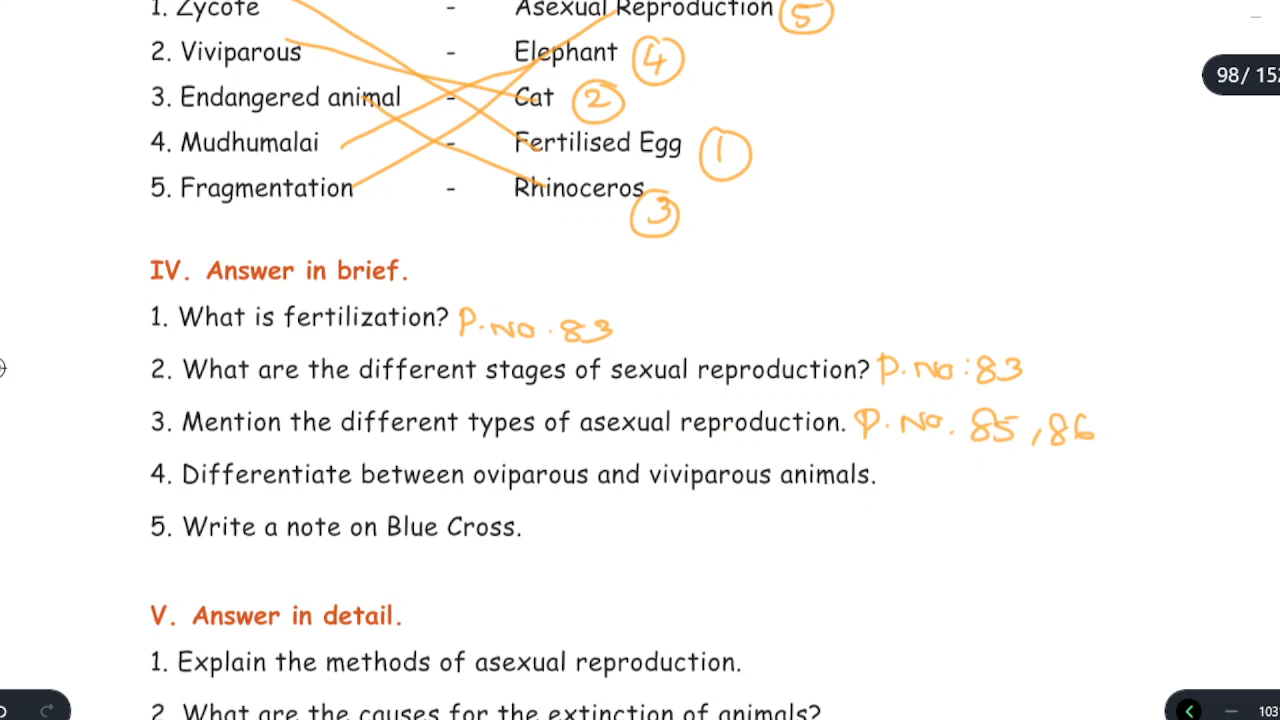 1. Zycote - Asexual Reproduction 5
2. Viviparous - Elephant 4
98/ 152
3. Endangered animal - Cat 2
4. Mudhumalai - Fertilised Egg 1
5. Fragmentation - Rhinoceros 3
IV. Answer in brief.
1. What is fertilization? P. No. 83
2. What are the different stages of sexual reproduction? P. No: 83
3. Mention the different types of asexual reproduction. P. No. 85, 86
4. Differentiate between oviparous and viviparous animals.
5. Write a note on Blue Cross.
V. Answer in detail.
1. Explain the methods of asexual reproduction.
2. What are the causes for the extinction of animals?
103